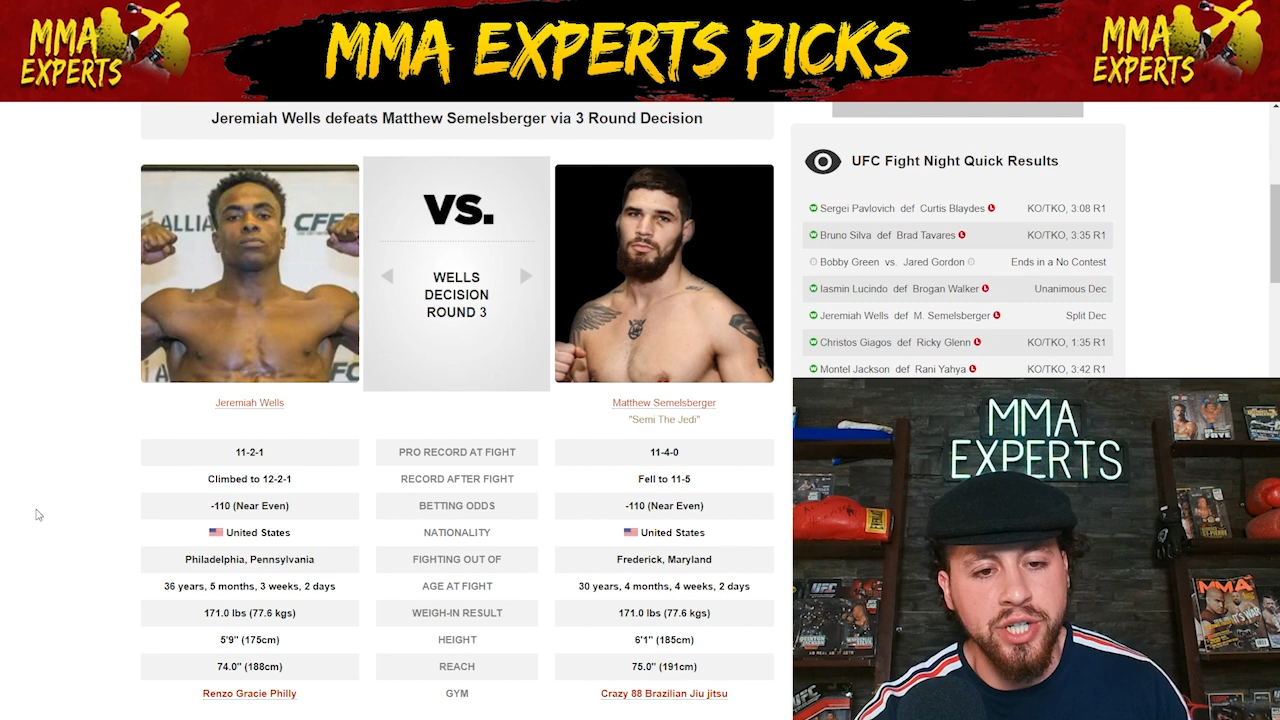 MMA
EXPERTS
MMA EXPERTS PICKS
MMA
EXPERTS
Jeremiah Wells defeats Matthew Semelsberger via 3 Round Decision
VS.
WELLS
DECISION
ROUND 3
Jeremiah Wells
Matthew Semelsberger
"Semi The Jedi"
11-2-1 PRO RECORD AT FIGHT 11-4-0
Climbed to 12-2-1 RECORD AFTER FIGHT Fell to 11-5
-110 (Near Even) BETTING ODDS -110 (Near Even)
United States NATIONALITY United States
Philadelphia, Pennsylvania FIGHTING OUT OF Frederick, Maryland
36 years, 5 months, 3 weeks, 2 days AGE AT FIGHT 30 years, 4 months, 4 weeks, 2 days
171.0 lbs (77.6 kgs) WEIGH-IN RESULT 171.0 lbs (77.6 kgs)
5'9" (175cm) HEIGHT 6'1" (185cm)
74.0" (188cm) REACH 75.0" (191cm)
Renzo Gracie Philly GYM Crazy 88 Brazilian Jiu jitsu
UFC Fight Night Quick Results
W Sergei Pavlovich def Curtis Blaydes L KO/TKO, 3:08 R1
W Bruno Silva def Brad Tavares L KO/TKO, 3:35 R1
Bobby Green vs. Jared Gordon Ends in a No Contest
W Iasmin Lucindo def Brogan Walker L Unanimous Dec
W Jeremiah Wells def M. Semelsberger L Split Dec
W Christos Giagos def Ricky Glenn L KO/TKO, 1:35 R1
W Montel Jackson def Rani Yahya L KO/TKO, 3:42 R1
MMA
EXPERTS
UFC
MMA
WAR